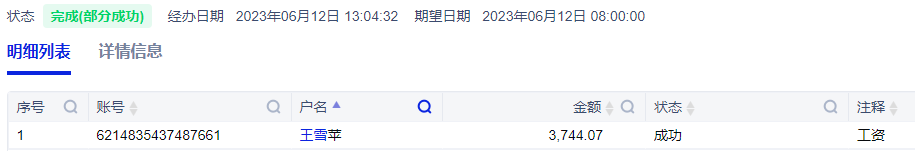 状态 完成(部分成功) 经办日期 2023年06月12日 13:04:32 期望日期 2023年06月12日 08:00:00
明细列表 详情信息
序号 账号 户名 金额 状态 注释
1 6214835437487661 王雪苹 3,744.07 成功 工资